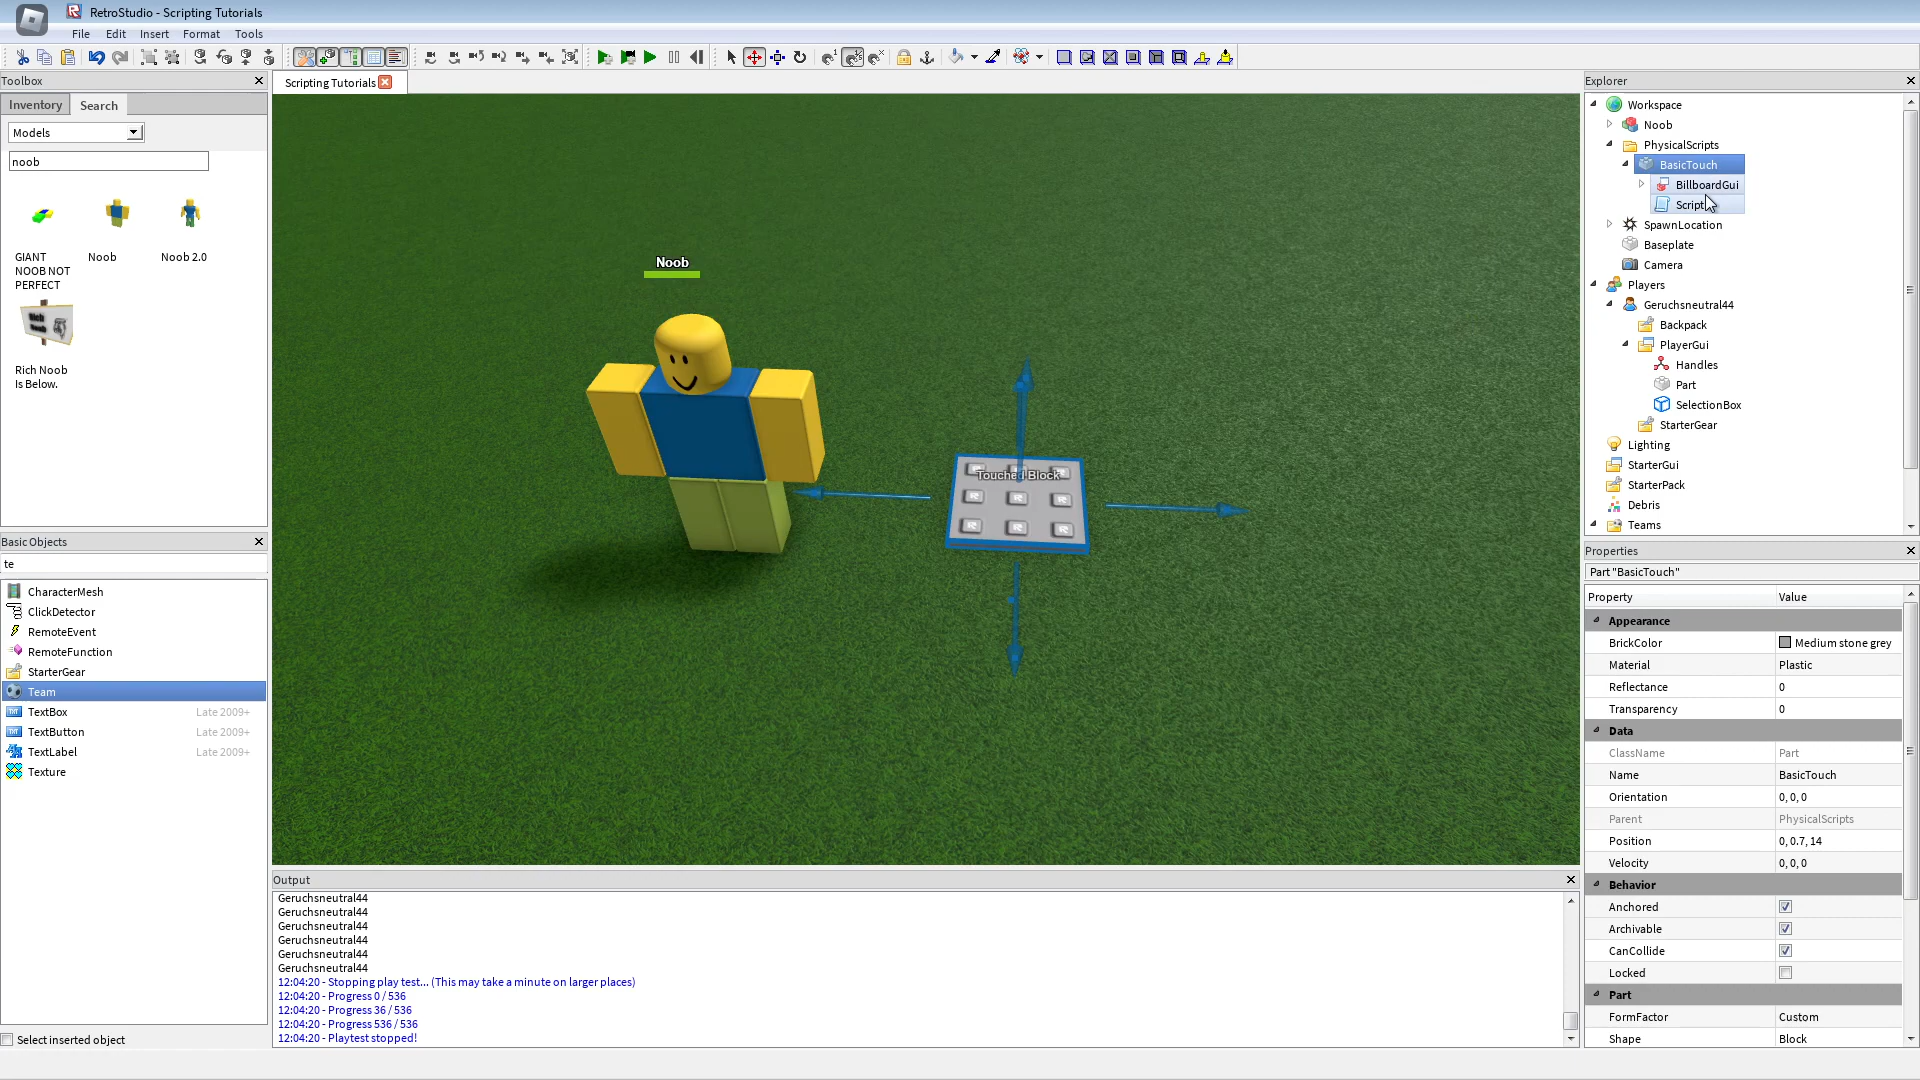 RetroStudio - Scripting Tutorials
File Edit Insert Format Tools
Toolbox
Inventory Search
Models
noob
GIANT NOOB NOT PERFECT
Noob
Noob 2.0
Rich Noob Is Below.
Basic Objects
te
CharacterMesh
ClickDetector
RemoteEvent
RemoteFunction
StarterGear
Team
TextBox Late 2009+
TextButton Late 2009+
TextLabel Late 2009+
Texture
Select inserted object
Scripting Tutorials
Noob
Touched Block
Output
Geruchsneutral44
Geruchsneutral44
Geruchsneutral44
Geruchsneutral44
Geruchsneutral44
Geruchsneutral44
12:04:20 - Stopping play test... (This may take a minute on larger places)
12:04:20 - Progress 0 / 536
12:04:20 - Progress 36 / 536
12:04:20 - Progress 536 / 536
12:04:20 - Playtest stopped!
Explorer
Workspace
Noob
PhysicalScripts
BasicTouch
BillboardGui
Script
SpawnLocation
Baseplate
Camera
Players
Geruchsneutral44
Backpack
PlayerGui
Handles
Part
SelectionBox
StarterGear
Lighting
StarterGui
StarterPack
Debris
Teams
Properties
Part "BasicTouch"
Property Value
Appearance
BrickColor Medium stone grey
Material Plastic
Reflectance 0
Transparency 0
Data
ClassName Part
Name BasicTouch
Orientation 0, 0, 0
Parent PhysicalScripts
Position 0, 0.7, 14
Velocity 0, 0, 0
Behavior
Anchored
Archivable
CanCollide
Locked
Part
FormFactor Custom
Shape Block